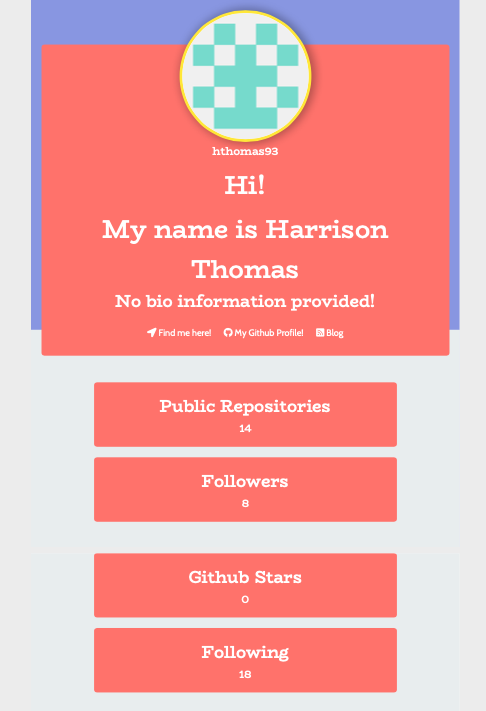 hthomas93
Hi!
My name is Harrison
Thomas
No bio information provided!
Find me here! My Github Profile! Blog
Public Repositories
14
Followers
8
Github Stars
0
Following
18